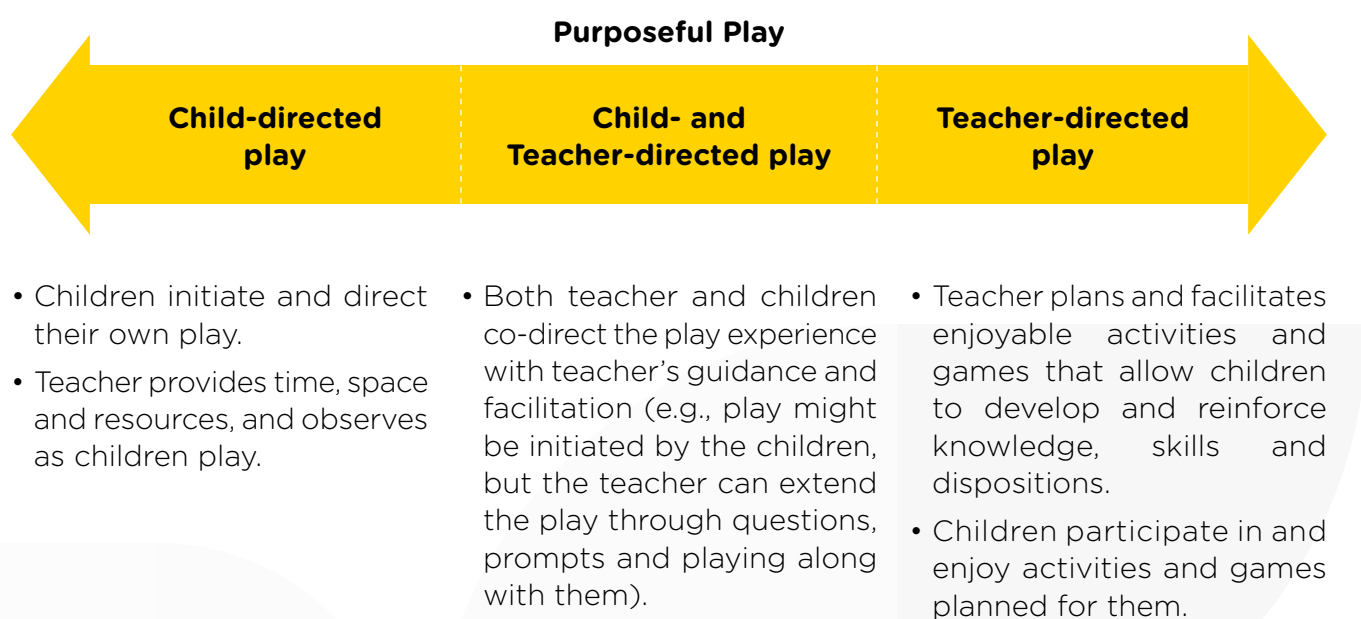 Purposeful Play
Child-directed
play
Child- and
Teacher-directed play
Teacher-directed
play
• Children initiate and direct
their own play.
• Teacher provides time, space
and resources, and observes
as children play.
• Both teacher and children
co-direct the play experience
with teacher’s guidance and
facilitation (e.g., play might
be initiated by the children,
but the teacher can extend
the play through questions,
prompts and playing along
with them).
• Teacher plans and facilitates
enjoyable activities and
games that allow children
to develop and reinforce
knowledge, skills and
dispositions.
• Children participate in and
enjoy activities and games
planned for them.